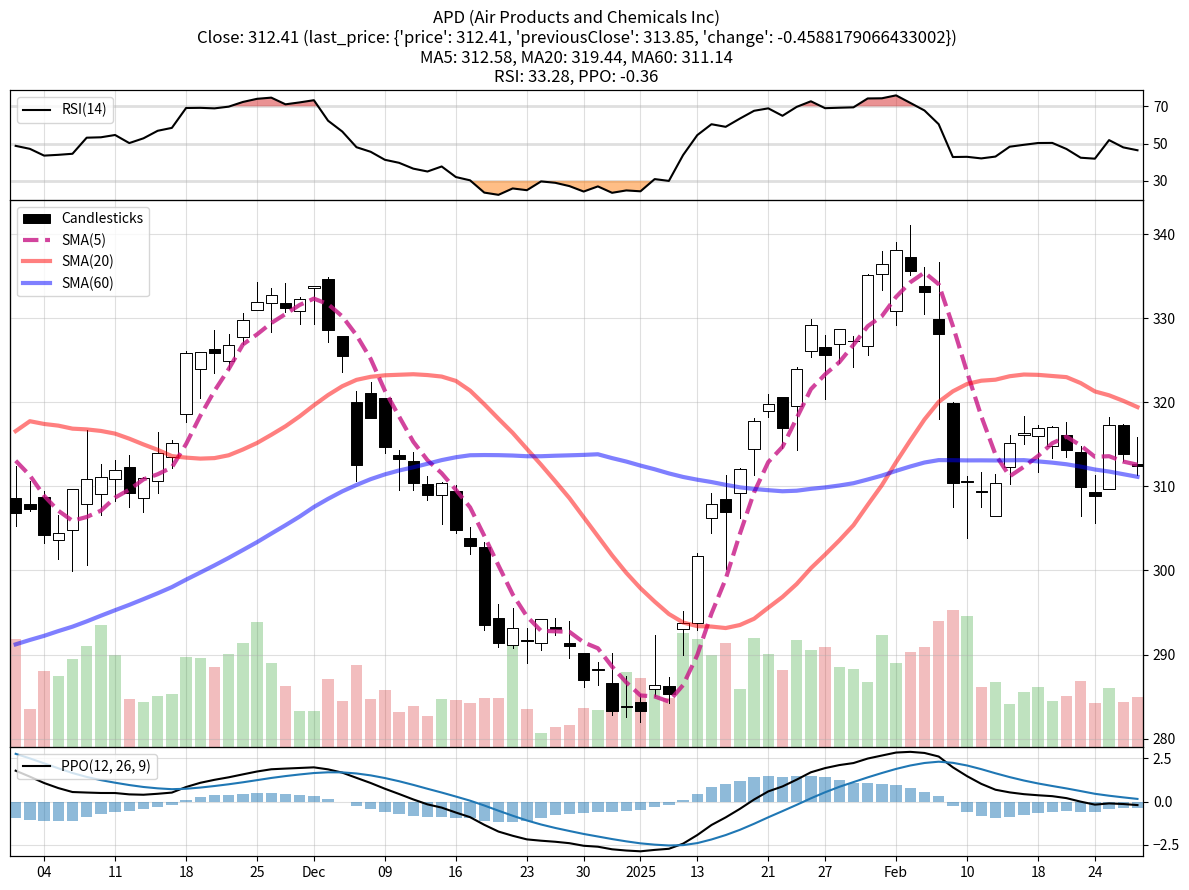 APD (Air Products and Chemicals Inc)
Close: 312.41 (last_price: {'price': 312.41, 'previousClose': 313.85, 'change': -0.4588179066433002})
MA5: 312.58, MA20: 319.44, MA60: 311.14
RSI: 33.28, PPO: -0.36
RSI(14)
70
50
30
Candlesticks
SMA(5)
SMA(20)
SMA(60)
340
330
320
310
300
290
280
PPO(12, 26, 9)
2.5
0.0
−2.5
04 11 18 25 Dec 09 16 23 30 2025 13 21 27 Feb 10 18 24